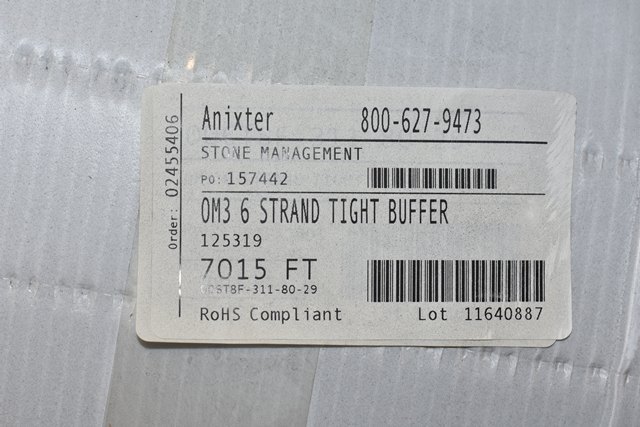 Anixter 800-627-9473
STONE MANAGEMENT
PO: 157442
OM3 6 STRAND TIGHT BUFFER
125319
7015 FT
RoHS Compliant Lot 11640887
Order: 02455406